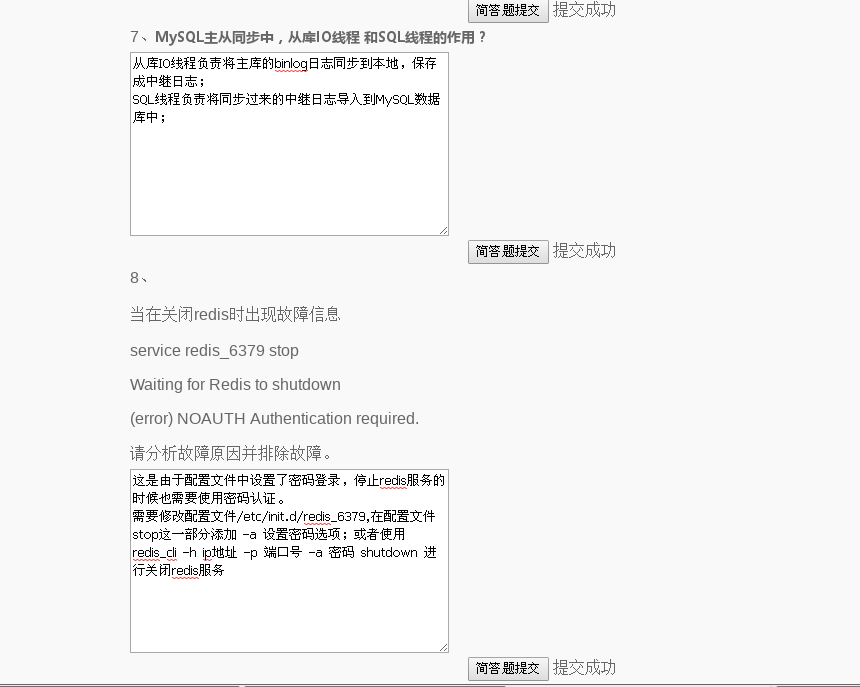 简答题提交 提交成功
7、MySQL主从同步中，从库IO线程 和SQL线程的作用？
从库IO线程负责将主库的binlog日志同步到本地，保存
成中继日志；
SQL线程负责将同步过来的中继日志导入到MySQL数据
库中；
简答题提交 提交成功
8、
当在关闭redis时出现故障信息
service redis_6379 stop
Waiting for Redis to shutdown
(error) NOAUTH Authentication required.
请分析故障原因并排除故障。
这是由于配置文件中设置了密码登录，停止redis服务的
时候也需要使用密码认证。
需要修改配置文件/etc/init.d/redis_6379,在配置文件
stop这一部分添加 -a 设置密码选项；或者使用
redis_cli -h ip地址 -p 端口号 -a 密码 shutdown 进
行关闭redis服务
简答题提交 提交成功